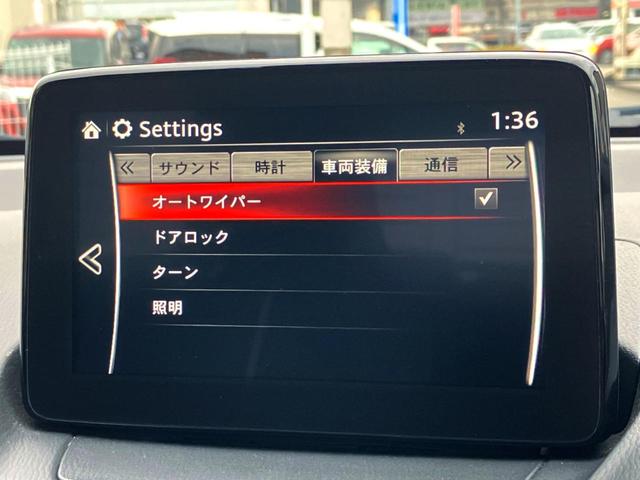 Settings 1:36
≪ サウンド 時計 車両装備 通信 ≫
オートワイパー
ドアロック
ターン
照明